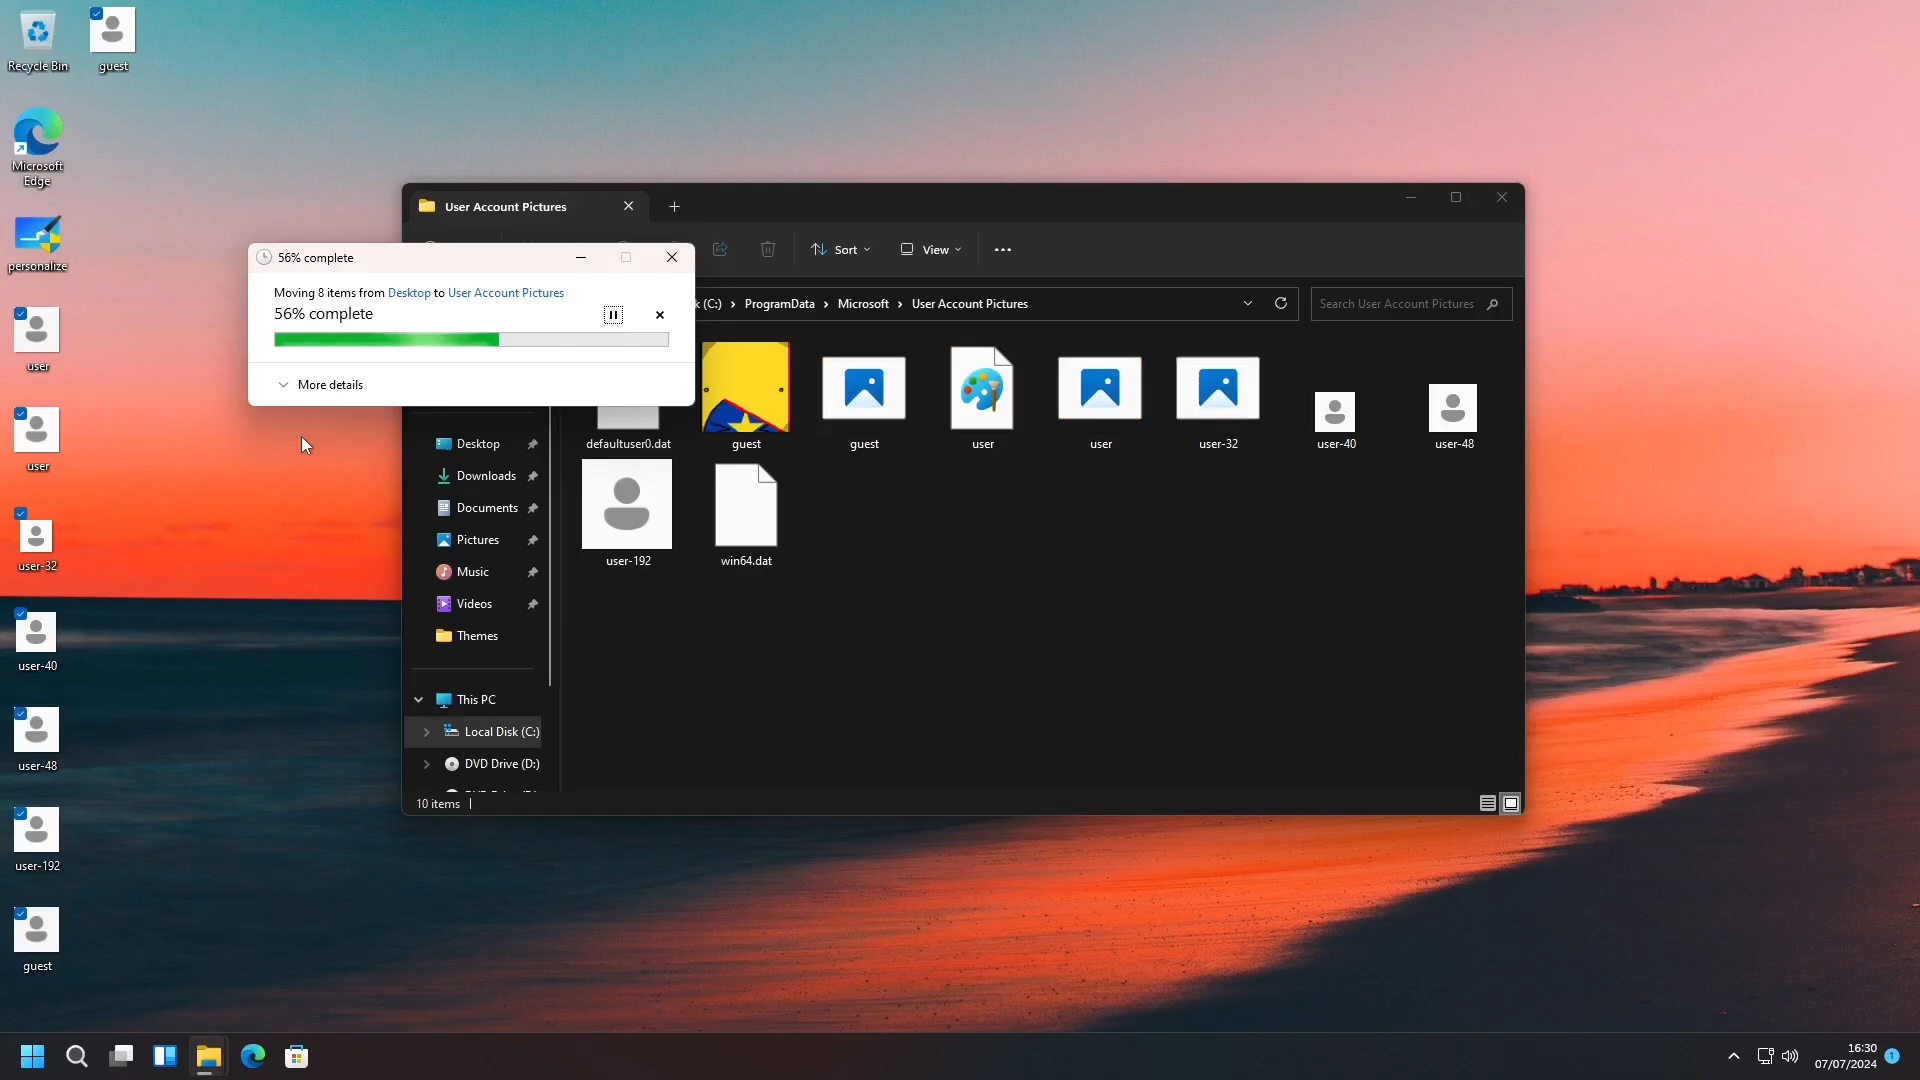 Recycle Bin
guest
Microsoft
Edge
personalize
user
user
user-32
user-40
user-48
user-192
guest
User Account Pictures
Sort
View
56% complete
Moving 8 items from Desktop to User Account Pictures
56% complete
More details
(C:) › ProgramData › Microsoft › User Account Pictures
Search User Account Pictures
defaultuser0.dat
guest
guest
user
user
user-32
user-40
user-48
user-192
win64.dat
Desktop
Downloads
Documents
Pictures
Music
Videos
Themes
This PC
Local Disk (C:)
DVD Drive (D:)
10 items
16:30
07/07/2024
1